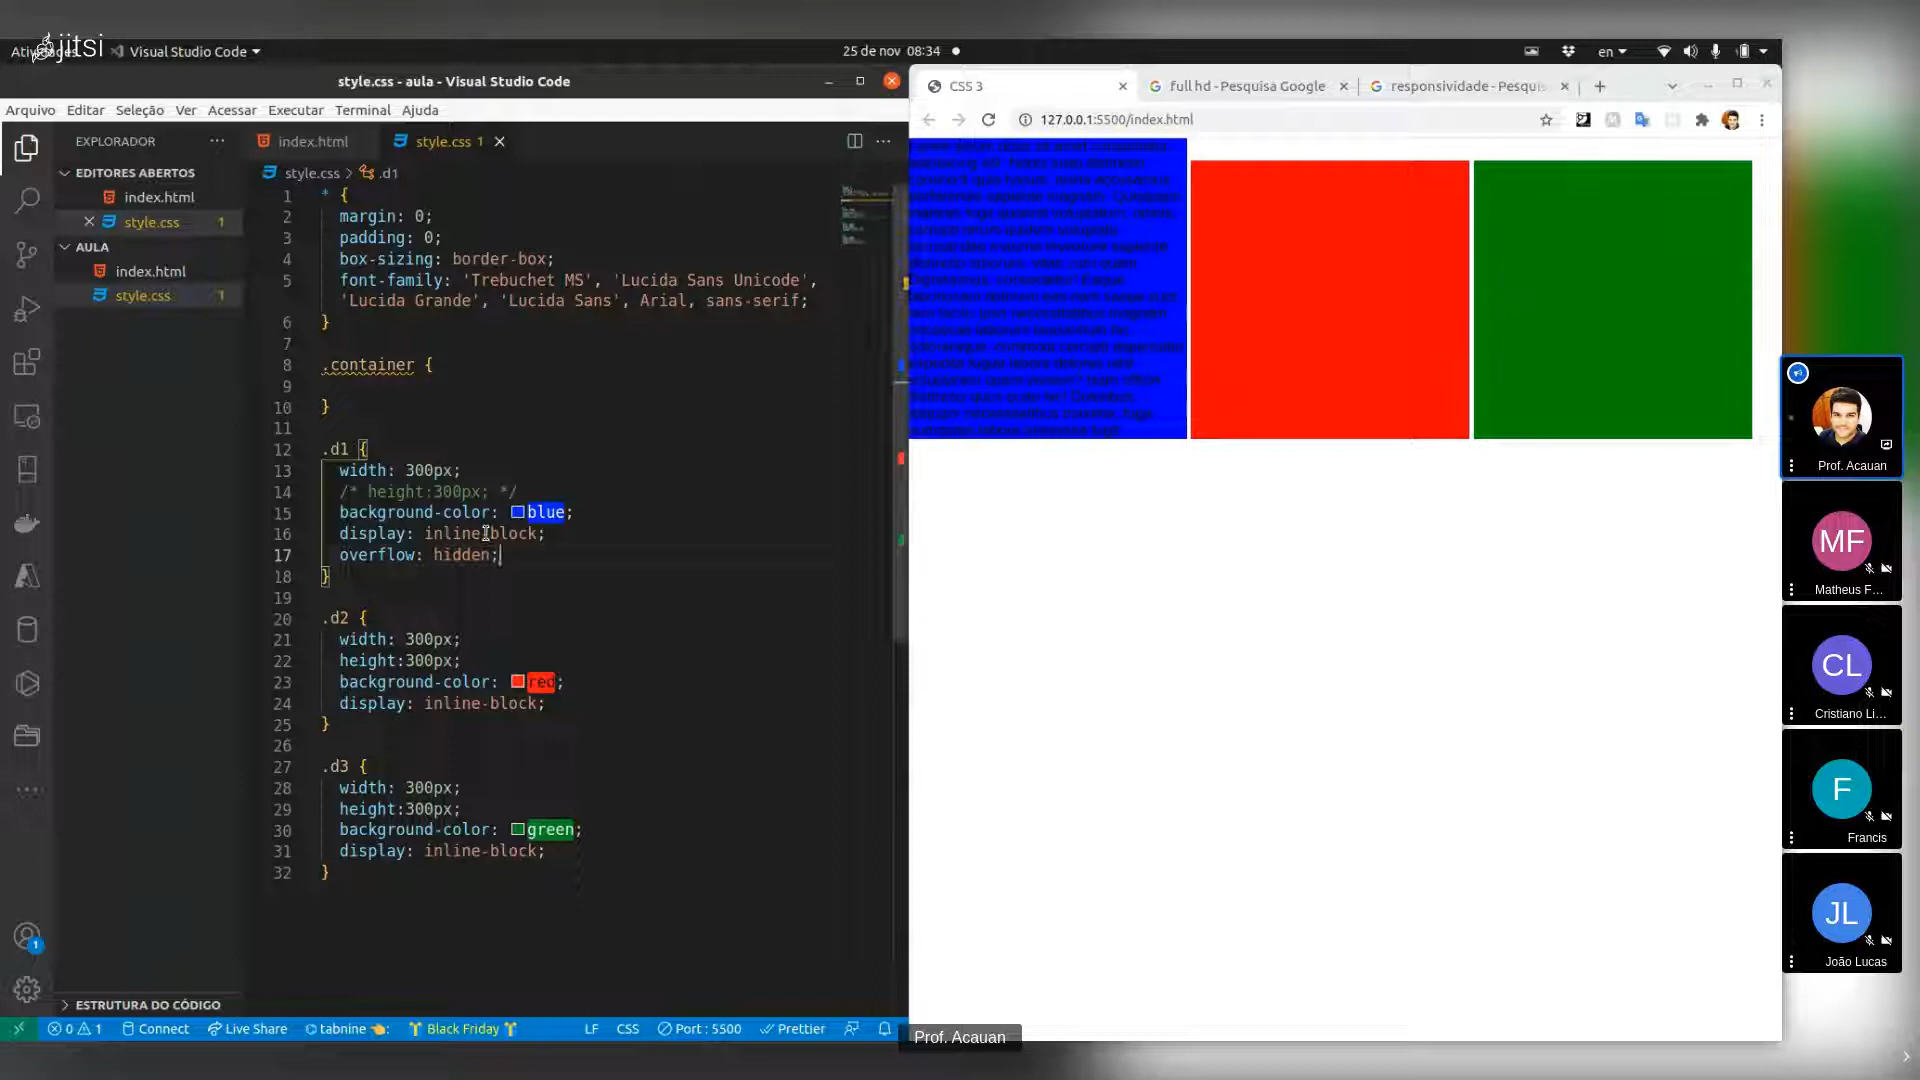 jitsi
Visual Studio Code
25 de nov 08:34
en
style.css - aula - Visual Studio Code
Arquivo Editar Seleção Ver Acessar Executar Terminal Ajuda
EXPLORADOR
index.html
style.css 1
EDITORES ABERTOS
index.html
style.css 1
AULA
index.html
style.css 1
style.css > .d1
1 * {
2 margin: 0;
3 padding: 0;
4 box-sizing: border-box;
5 font-family: 'Trebuchet MS', 'Lucida Sans Unicode',
'Lucida Grande', 'Lucida Sans', Arial, sans-serif;
6 }
7
8 .container {
9
10 }
11
12 .d1 {
13 width: 300px;
14 /* height:300px; */
15 background-color: blue;
16 display: inline-block;
17 overflow: hidden;
18 }
19
20 .d2 {
21 width: 300px;
22 height:300px;
23 background-color: red;
24 display: inline-block;
25 }
26
27 .d3 {
28 width: 300px;
29 height:300px;
30 background-color: green;
31 display: inline-block;
32 }
ESTRUTURA DO CÓDIGO
0 1 Connect Live Share tabnine Black Friday LF CSS Port : 5500 Prettier
1
CSS 3
full hd - Pesquisa Google
responsividade - Pesquis
127.0.0.1:5500/index.html
Prof. Acauan
MF
Matheus F...
CL
Cristiano Li...
F
Francis
JL
João Lucas
Prof. Acauan